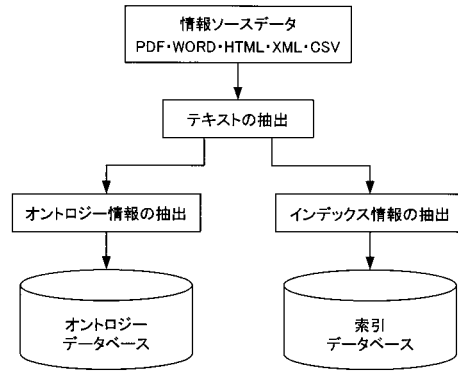 情報ソースデータ
PDF・WORD・HTML・XML・CSV
テキストの抽出
オントロジー情報の抽出
インデックス情報の抽出
オントロジー
データベース
索引
データベース